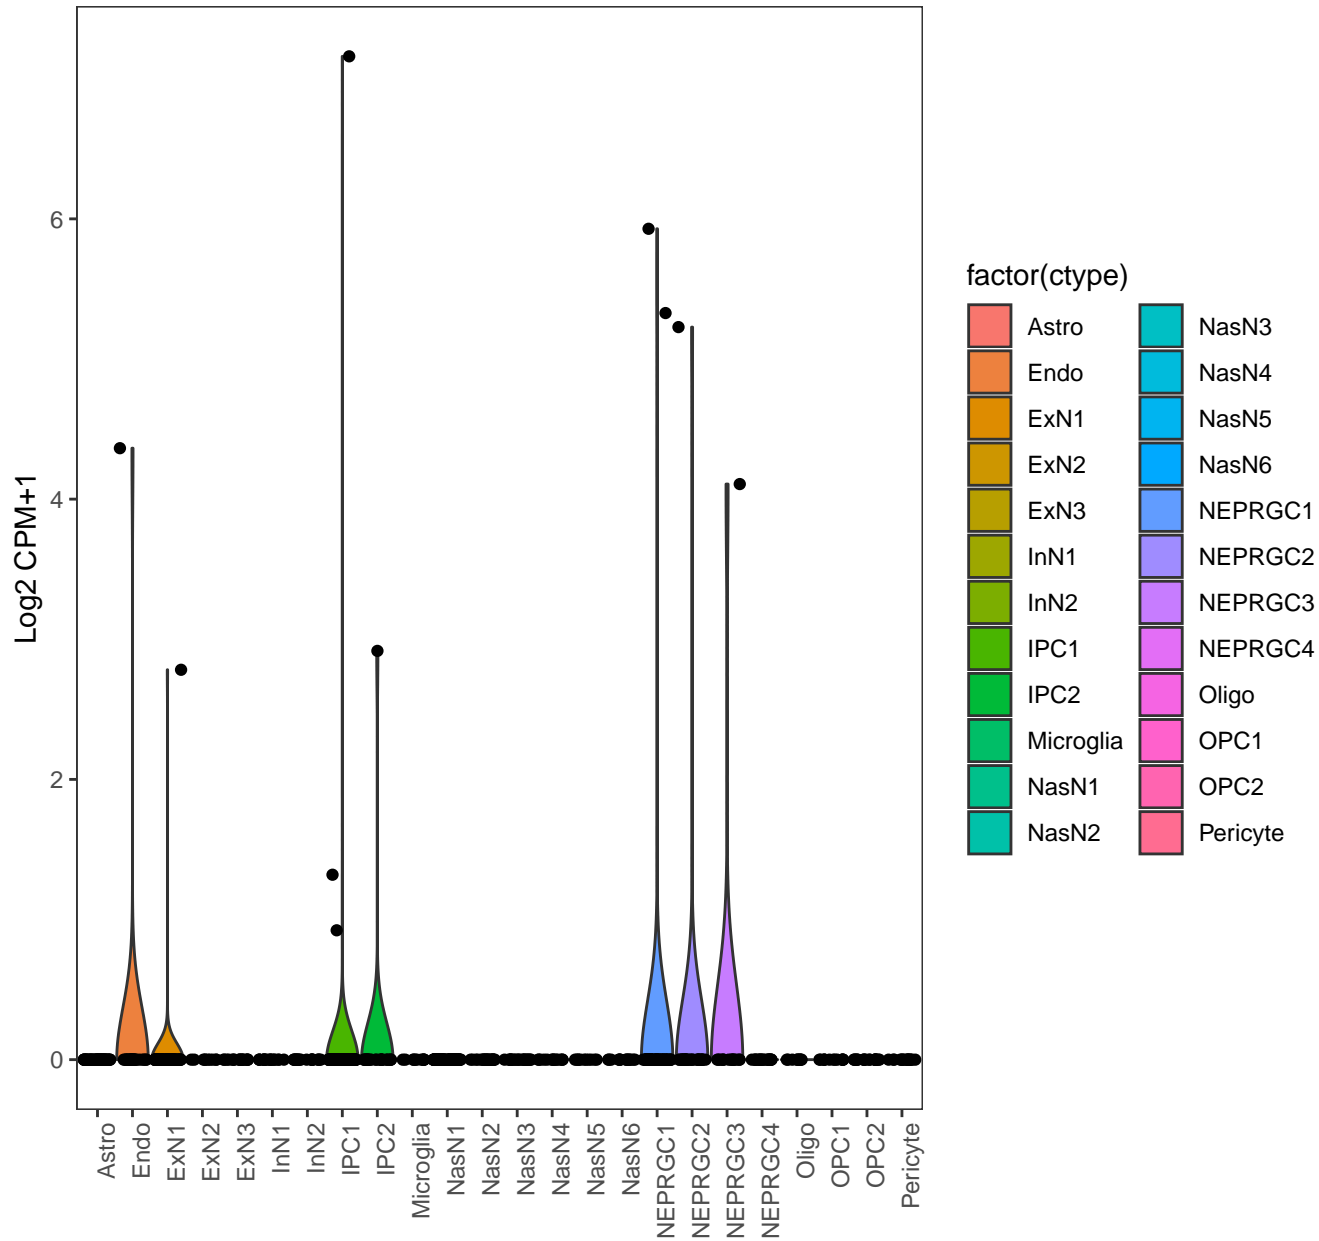 Log2 CPM+1
6
4
2
0
Astro
Endo
ExN1
ExN2
ExN3
InN1
InN2
IPC1
IPC2
Microglia
NasN1
NasN2
NasN3
NasN4
NasN5
NasN6
NEPRGC1
NEPRGC2
NEPRGC3
NEPRGC4
Oligo
OPC1
OPC2
Pericyte
factor(ctype)
Astro
Endo
ExN1
ExN2
ExN3
InN1
InN2
IPC1
IPC2
Microglia
NasN1
NasN2
NasN3
NasN4
NasN5
NasN6
NEPRGC1
NEPRGC2
NEPRGC3
NEPRGC4
Oligo
OPC1
OPC2
Pericyte